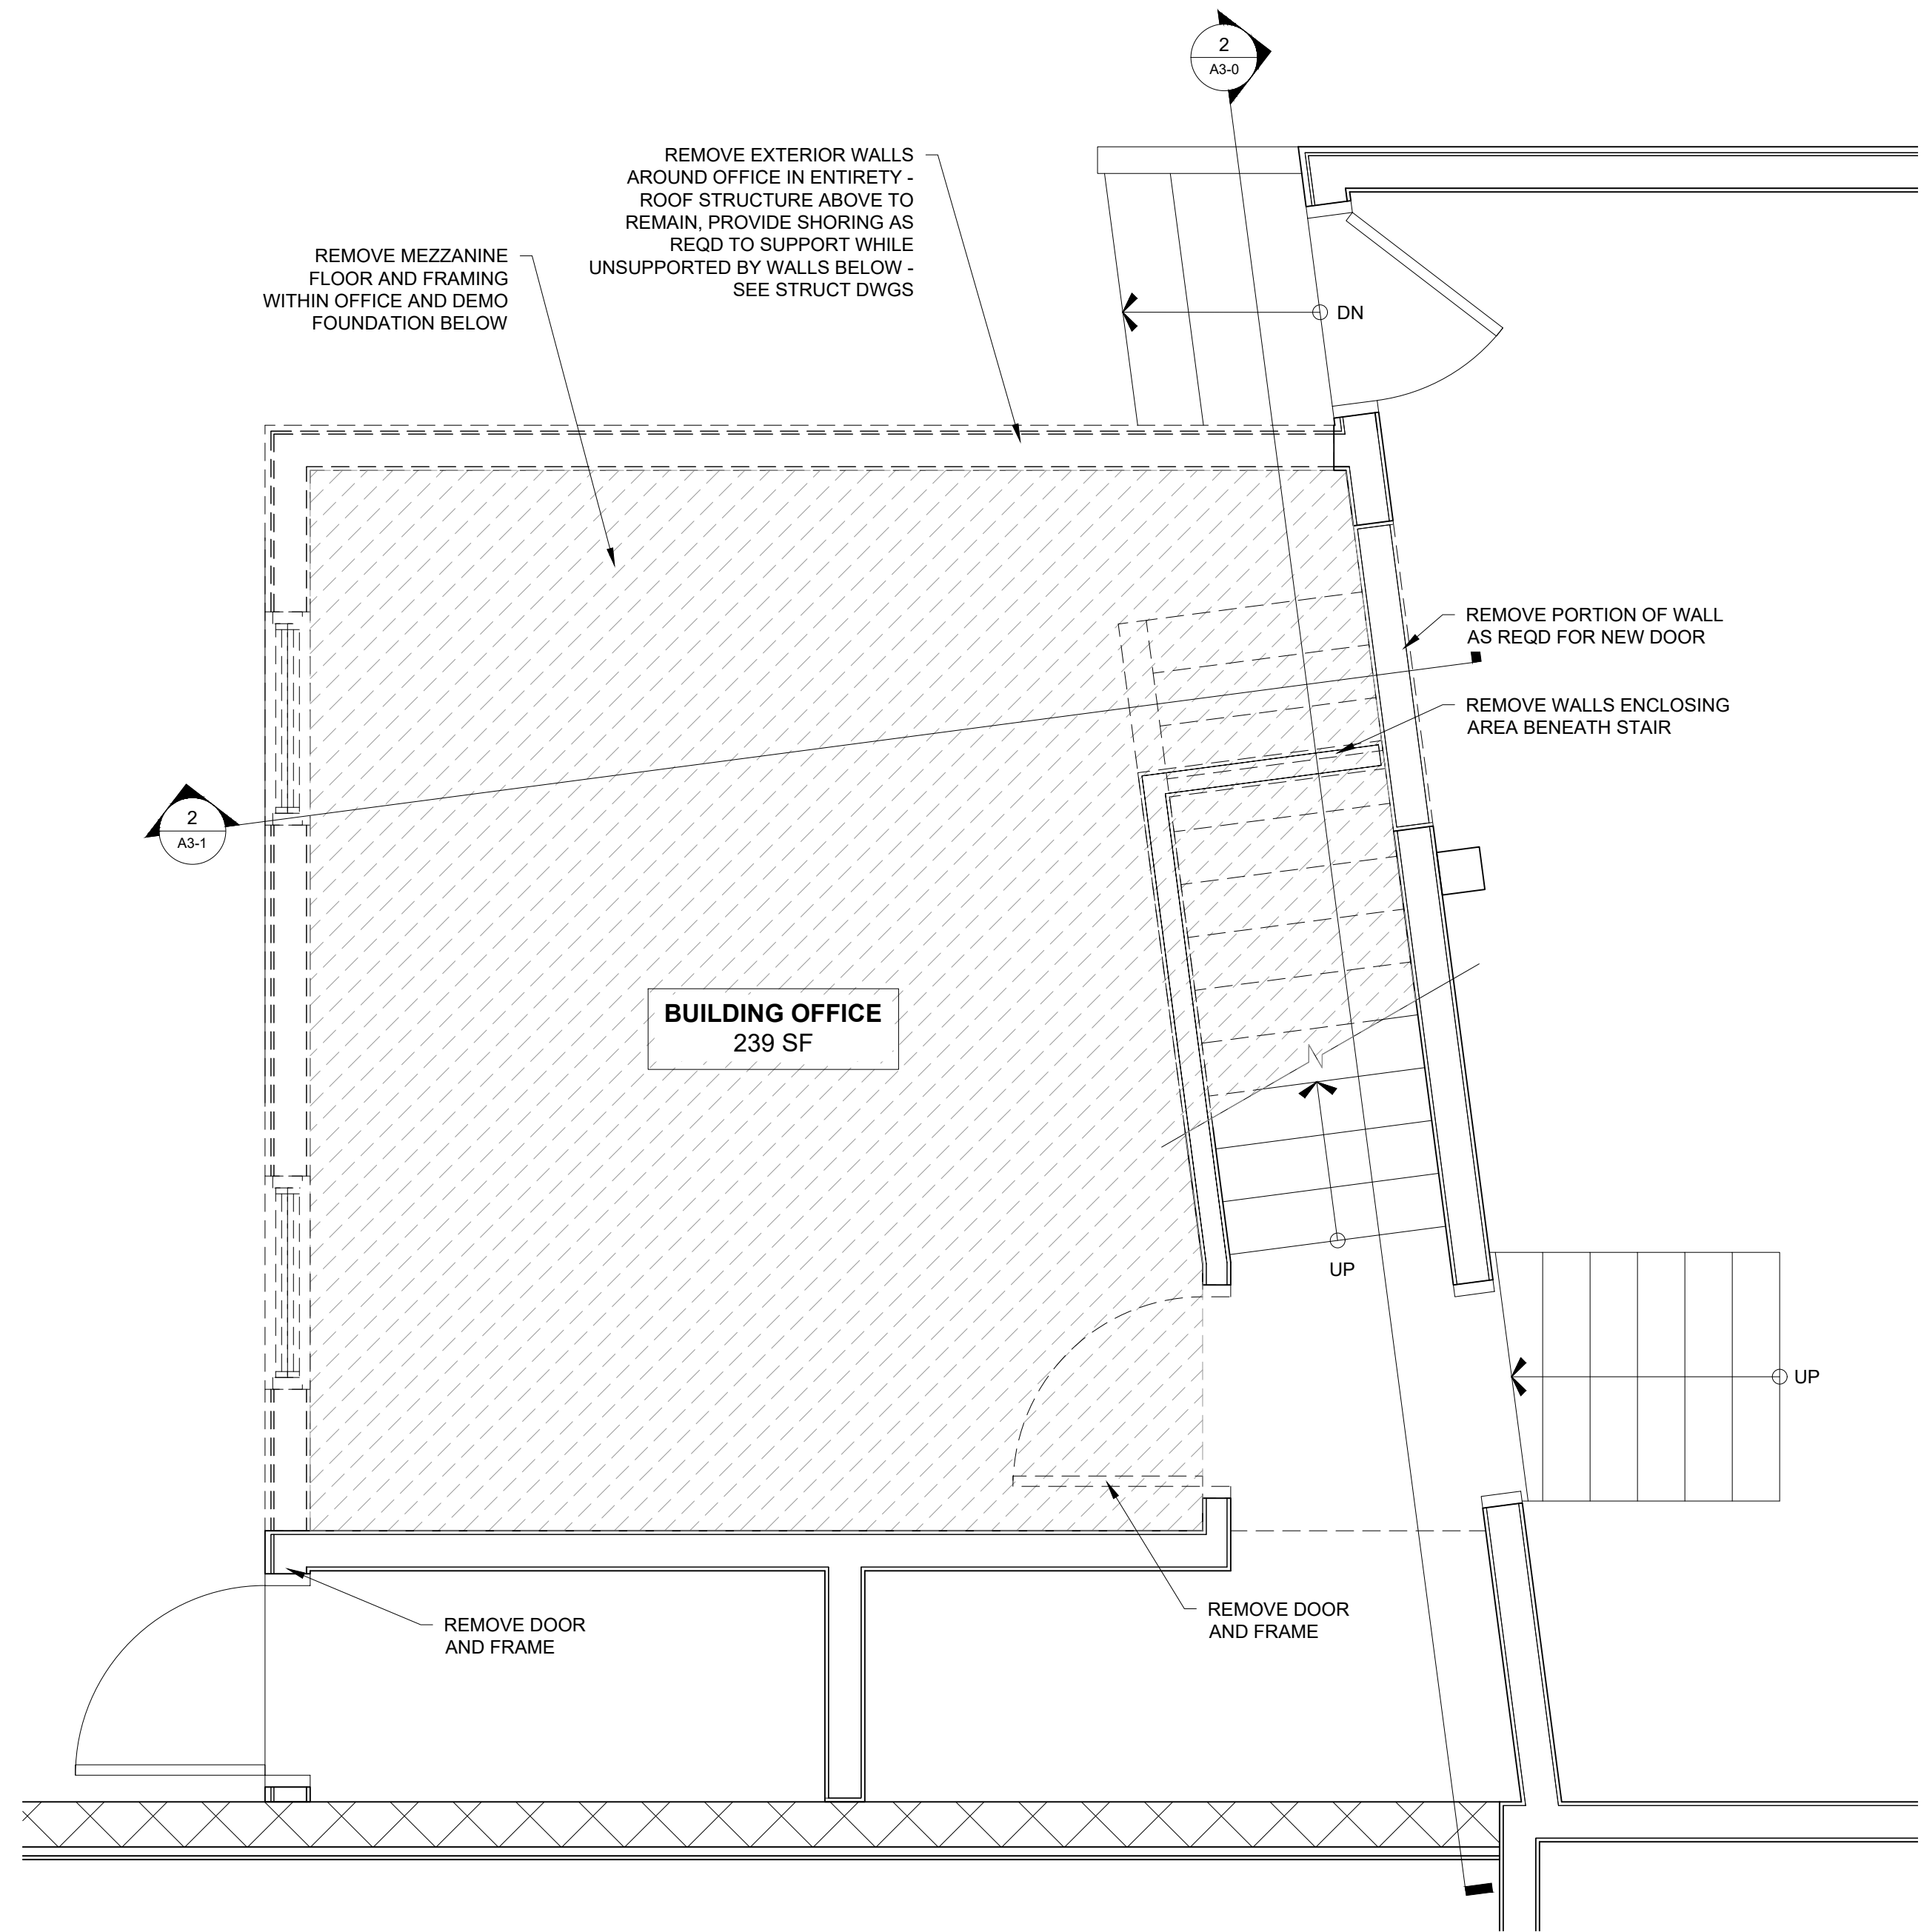 2
A3-0
REMOVE EXTERIOR WALLS
AROUND OFFICE IN ENTIRETY -
ROOF STRUCTURE ABOVE TO
REMAIN, PROVIDE SHORING AS
REQD TO SUPPORT WHILE
UNSUPPORTED BY WALLS BELOW -
SEE STRUCT DWGS
REMOVE MEZZANINE
FLOOR AND FRAMING
WITHIN OFFICE AND DEMO
FOUNDATION BELOW
DN
REMOVE PORTION OF WALL
AS REQD FOR NEW DOOR
REMOVE WALLS ENCLOSING
AREA BENEATH STAIR
2
A3-1
BUILDING OFFICE
239 SF
UP
UP
REMOVE DOOR
AND FRAME
REMOVE DOOR
AND FRAME